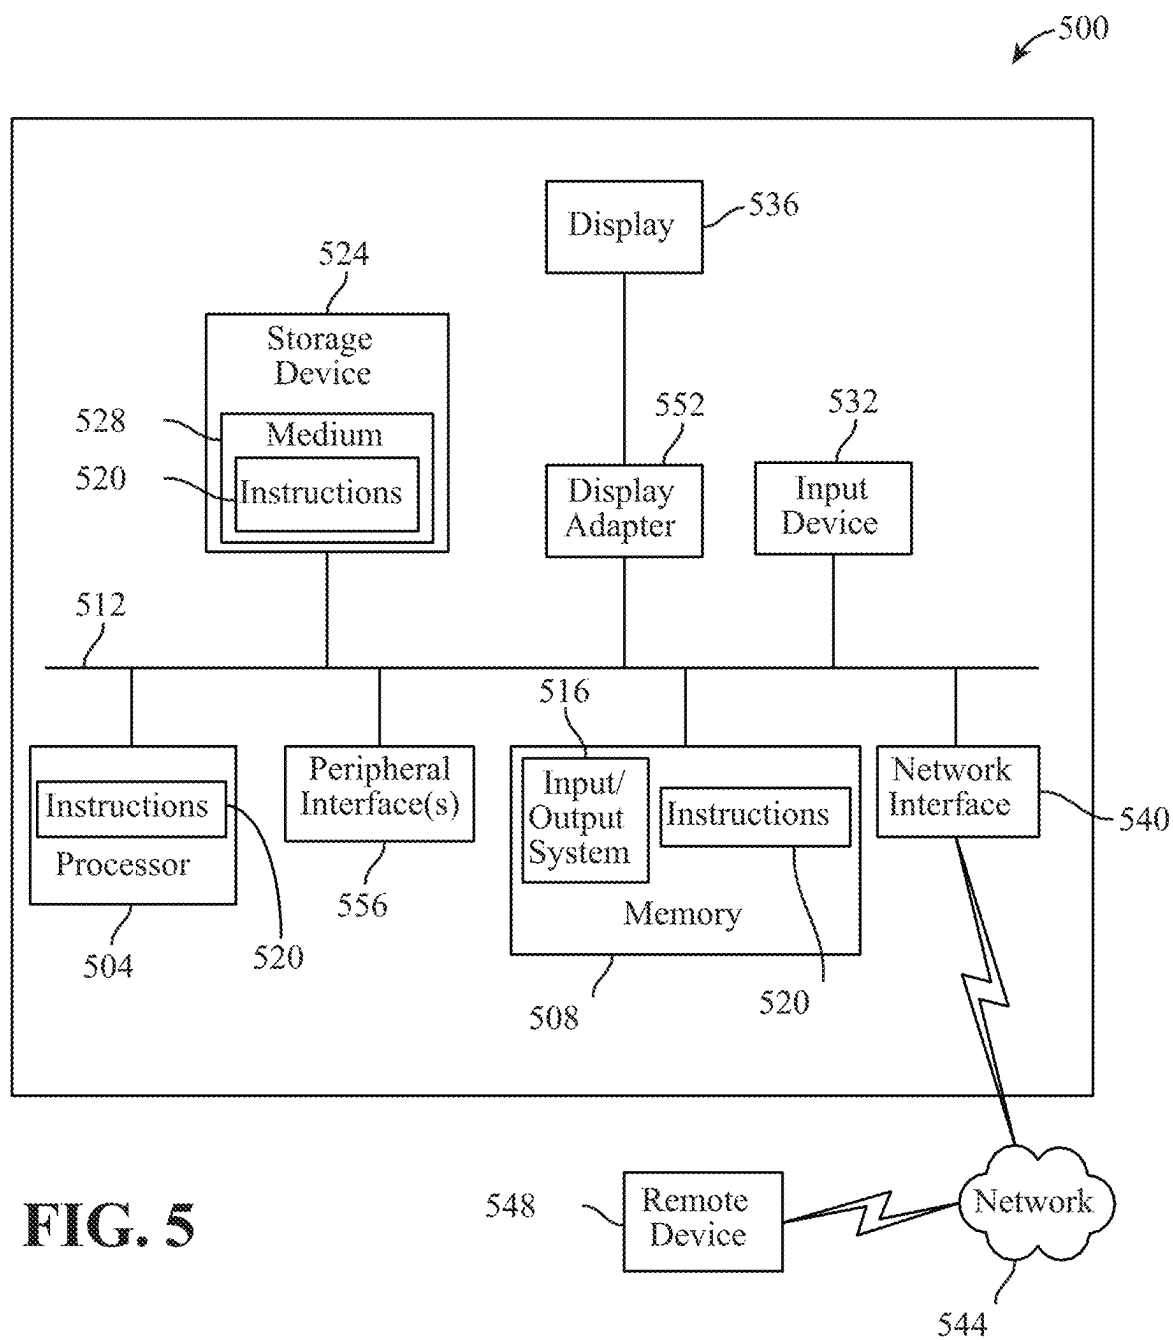 500
Display
536
524
Storage
Device
528
Medium
520
Instructions
552
Display
Adapter
532
Input
Device
512
516
Instructions
Processor
504
520
Peripheral
Interface(s)
556
Input/
Output
System
Instructions
Memory
508
520
Network
Interface
540
FIG. 5
548
Remote
Device
Network
544